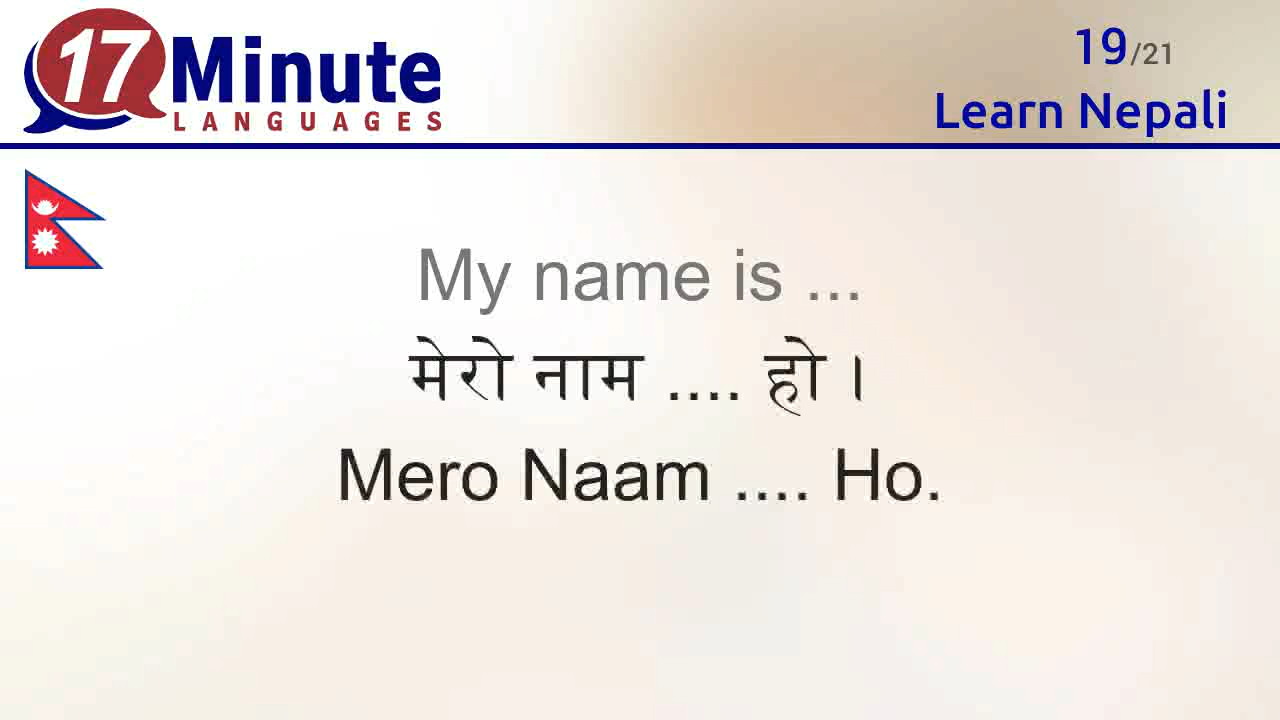 17 Minute
LANGUAGES
19/21
Learn Nepali
My name is ...
मेरो नाम .... हो ।
Mero Naam .... Ho.